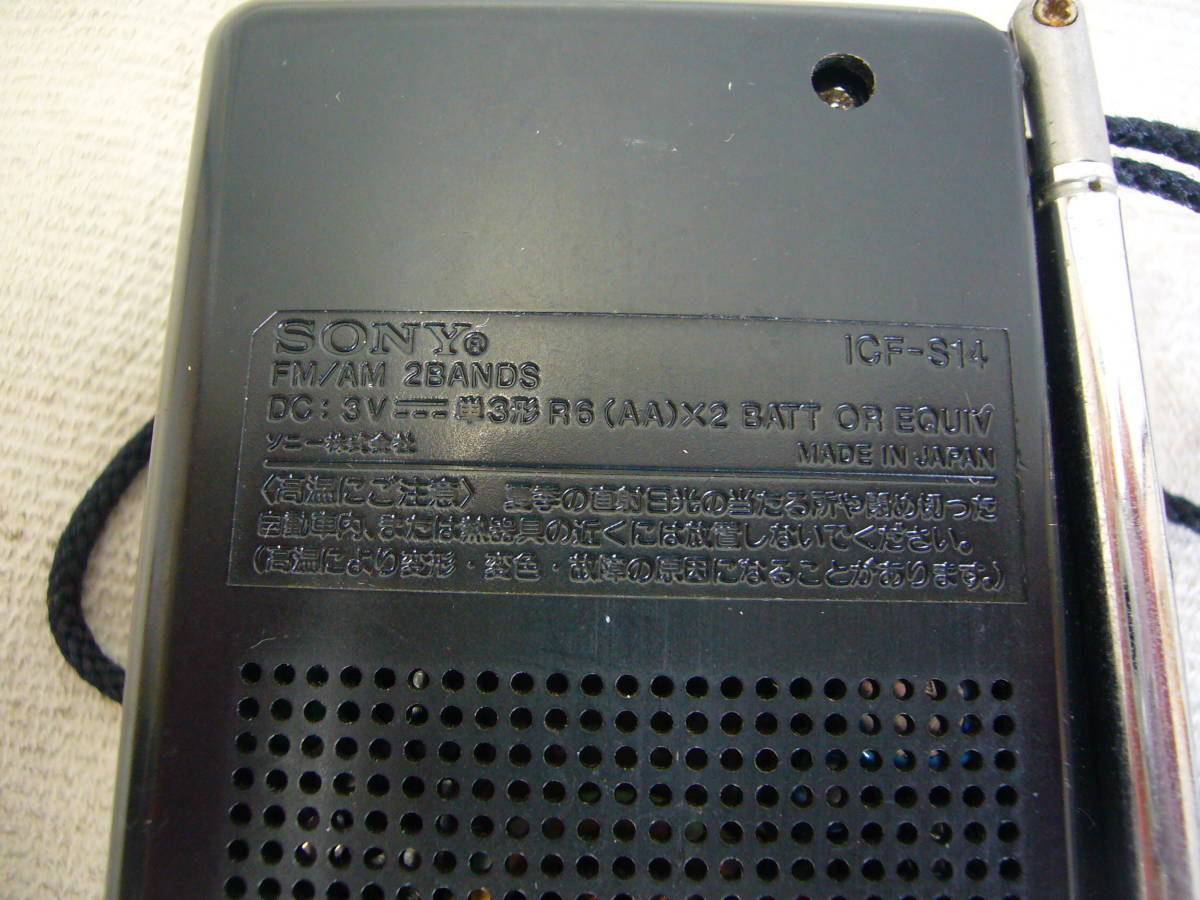 SONY®
ICF-S14
FM/AM 2BANDS
DC: 3V⎓単3形R6(AA)×2 BATT OR EQUIV
ソニー株式会社
MADE IN JAPAN
〈高温にご注意〉 夏季の直射日光の当たる所や閉め切った
自動車内、または熱器具の近くには放置しないでください。
(高温により変形・変色・故障の原因になることがあります。)